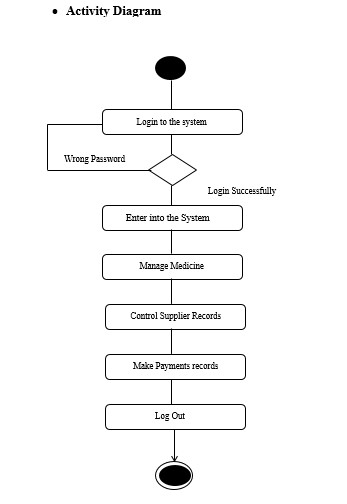 • Activity Diagram
Login to the system
Wrong Password
Login Successfully
Enter into the System
Manage Medicine
Control Supplier Records
Make Payments records
Log Out